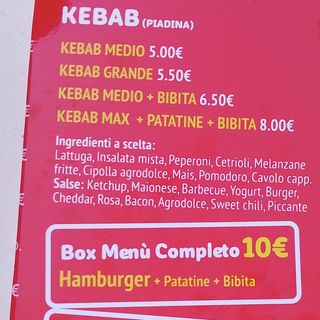 KEBAB (PIADINA)
KEBAB MEDIO 5.00€
KEBAB GRANDE 5.50€
KEBAB MEDIO + BIBITA 6.50€
KEBAB MAX + PATATINE + BIBITA 8.00€
Ingredienti a scelta:
Lattuga, Insalata mista, Peperoni, Cetrioli, Melanzane
fritte, Cipolla agrodolce, Mais, Pomodoro, Cavolo capp.
Salse: Ketchup, Maionese, Barbecue, Yogurt, Burger,
Cheddar, Rosa, Bacon, Agrodolce, Sweet chili, Piccante
Box Menù Completo 10€
Hamburger + Patatine + Bibita